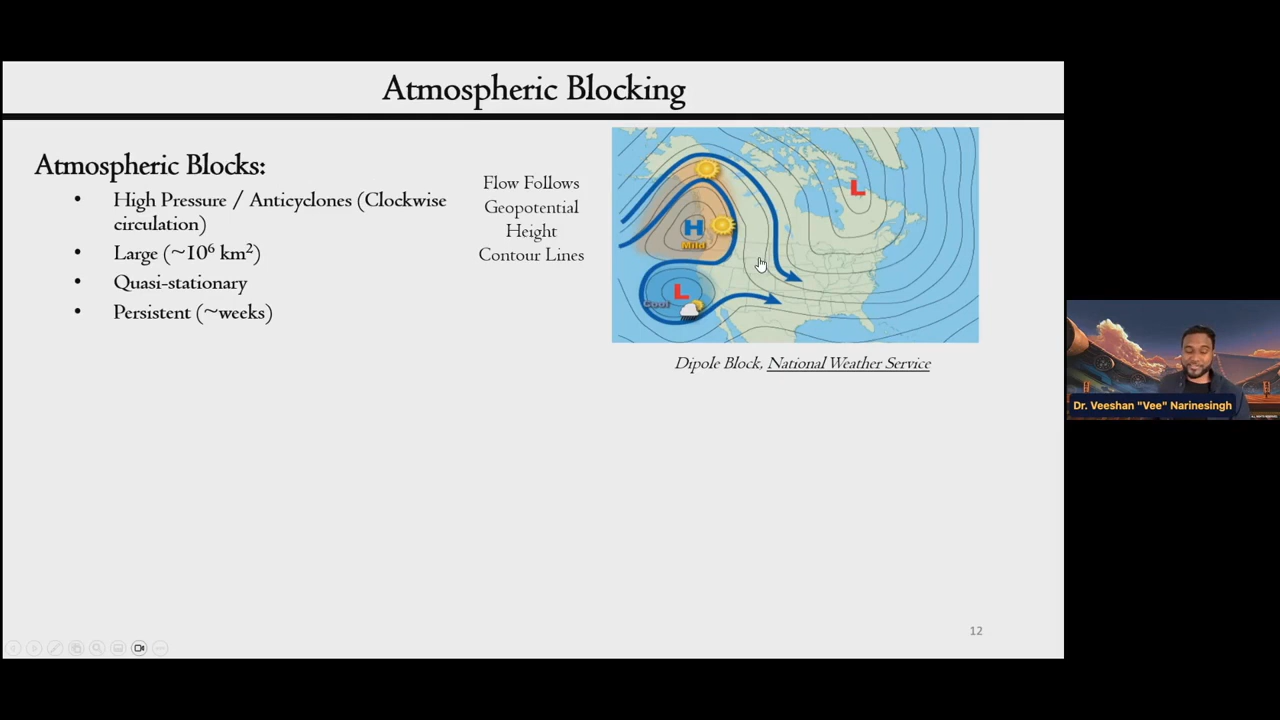 Atmospheric Blocking
Atmospheric Blocks:
• High Pressure / Anticyclones (Clockwise
circulation)
• Large (~10⁶ km²)
• Quasi-stationary
• Persistent (~weeks)
Flow Follows
Geopotential
Height
Contour Lines
L
H
Mild
L
Cool
Dipole Block, National Weather Service
Dr. Veeshan "Vee" Narinesingh
12